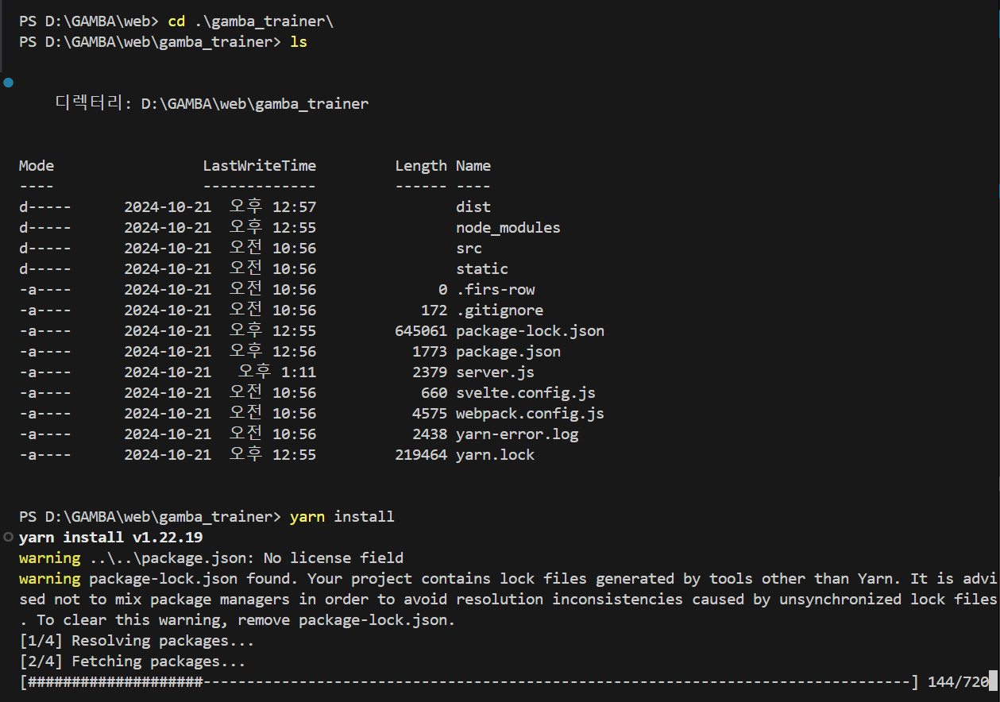 PS D:\GAMBA\web> cd .\gamba_trainer\
PS D:\GAMBA\web\gamba_trainer> ls
디렉터리: D:\GAMBA\web\gamba_trainer
Mode                 LastWriteTime         Length Name
----                 -------------         ------ ----
d-----      2024-10-21  오후 12:57                dist
d-----      2024-10-21  오후 12:55                node_modules
d-----      2024-10-21  오전 10:56                src
d-----      2024-10-21  오전 10:56                static
-a----      2024-10-21  오전 10:56              0 .firs-row
-a----      2024-10-21  오전 10:56            172 .gitignore
-a----      2024-10-21  오후 12:55         645061 package-lock.json
-a----      2024-10-21  오후 12:56           1773 package.json
-a----      2024-10-21   오후 1:11           2379 server.js
-a----      2024-10-21  오전 10:56            660 svelte.config.js
-a----      2024-10-21  오전 10:56           4575 webpack.config.js
-a----      2024-10-21  오전 10:56           2438 yarn-error.log
-a----      2024-10-21  오후 12:55         219464 yarn.lock
PS D:\GAMBA\web\gamba_trainer> yarn install
yarn install v1.22.19
warning ..\..\package.json: No license field
warning package-lock.json found. Your project contains lock files generated by tools other than Yarn. It is advi
sed not to mix package managers in order to avoid resolution inconsistencies caused by unsynchronized lock files
. To clear this warning, remove package-lock.json.
[1/4] Resolving packages...
[2/4] Fetching packages...
[####################---------------------------------------------------------------------------------] 144/720